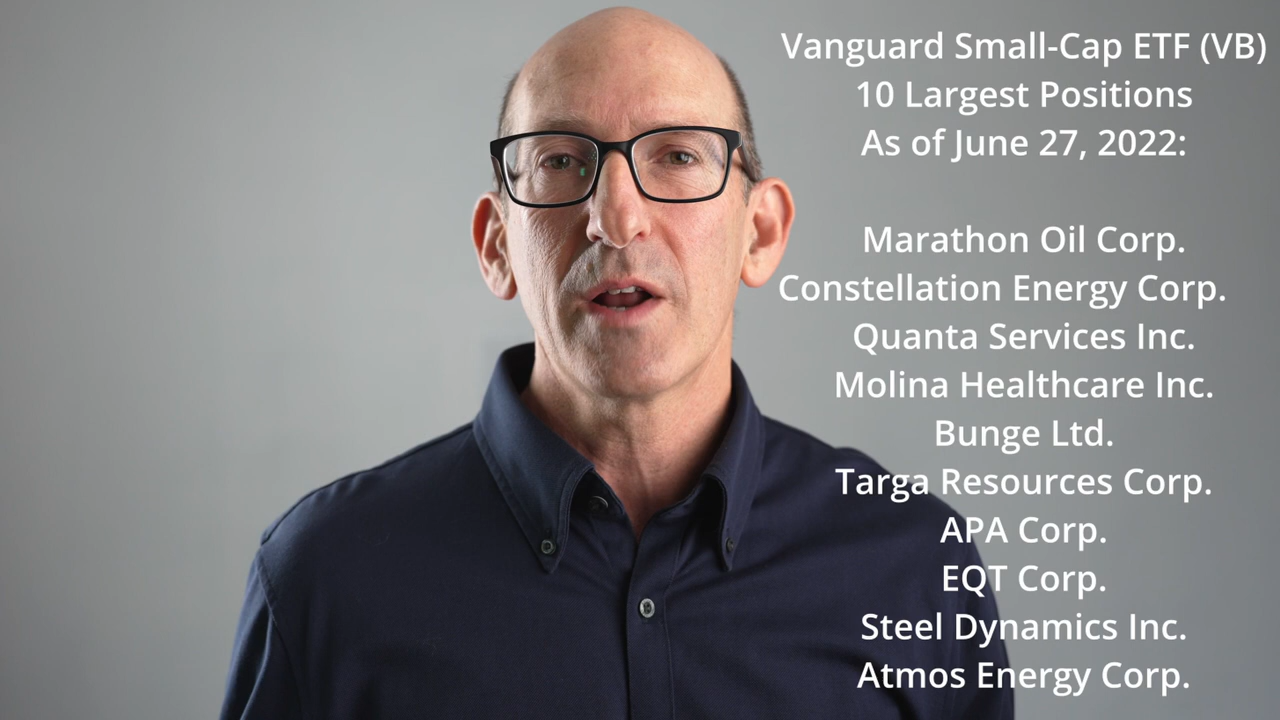 Vanguard Small-Cap ETF (VB)
10 Largest Positions
As of June 27, 2022:
Marathon Oil Corp.
Constellation Energy Corp.
Quanta Services Inc.
Molina Healthcare Inc.
Bunge Ltd.
Targa Resources Corp.
APA Corp.
EQT Corp.
Steel Dynamics Inc.
Atmos Energy Corp.